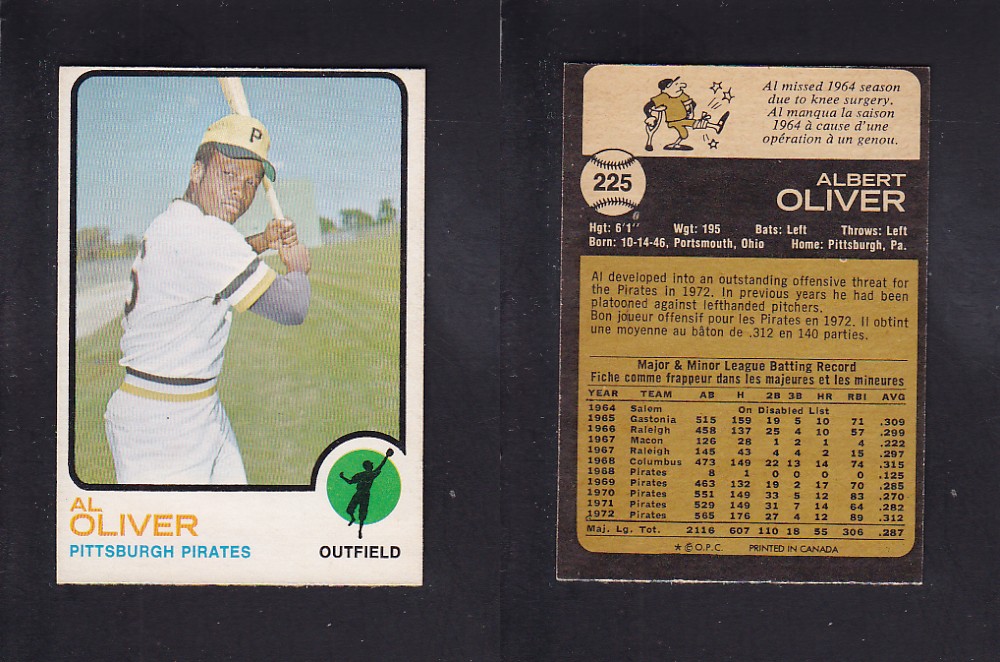 P
AL
OLIVER
PITTSBURGH PIRATES
OUTFIELD
Al missed 1964 season
due to knee surgery.
Al manqua la saison
1964 à cause d'une
opération à un genou.
225
ALBERT
OLIVER
Hgt: 6'1" Wgt: 195 Bats: Left Throws: Left
Born: 10-14-46, Portsmouth, Ohio Home: Pittsburgh, Pa.
Al developed into an outstanding offensive threat for
the Pirates in 1972. In previous years he had been
platooned against lefthanded pitchers.
Bon joueur offensif pour les Pirates en 1972. Il obtint
une moyenne au bâton de .312 en 140 parties.
Major & Minor League Batting Record
Fiche comme frappeur dans les majeures et les mineures
YEAR TEAM AB H 2B 3B HR RBI AVG
1964 Salem On Disabled List
1965 Gastonia 515 159 19 5 10 71 .309
1966 Raleigh 458 137 25 4 10 57 .299
1967 Macon 126 28 1 2 1 4 .222
1967 Raleigh 145 43 4 4 2 15 .297
1968 Columbus 473 149 22 13 14 74 .315
1968 Pirates 8 1 0 0 0 0 .125
1969 Pirates 463 132 19 2 17 70 .285
1970 Pirates 551 149 33 5 12 83 .270
1971 Pirates 529 149 31 7 14 64 .282
1972 Pirates 565 176 27 4 12 89 .312
Maj. Lg. Tot. 2116 607 110 18 55 306 .287
★ © O.P.C. PRINTED IN CANADA